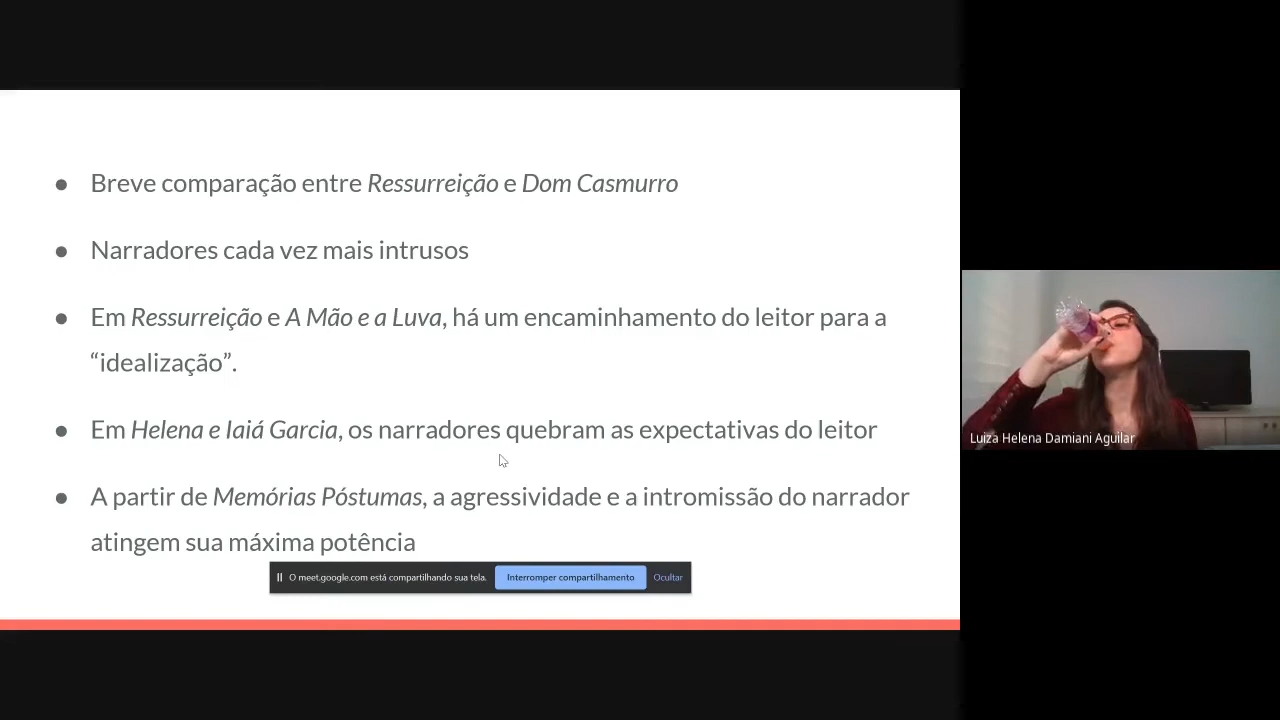 ● Breve comparação entre Ressurreição e Dom Casmurro
● Narradores cada vez mais intrusos
● Em Ressurreição e A Mão e a Luva, há um encaminhamento do leitor para a
“idealização”.
● Em Helena e Iaiá Garcia, os narradores quebram as expectativas do leitor
● A partir de Memórias Póstumas, a agressividade e a intromissão do narrador
atingem sua máxima potência
O meet.google.com está compartilhando sua tela. Interromper compartilhamento Ocultar
Luiza Helena Damiani Aguilar